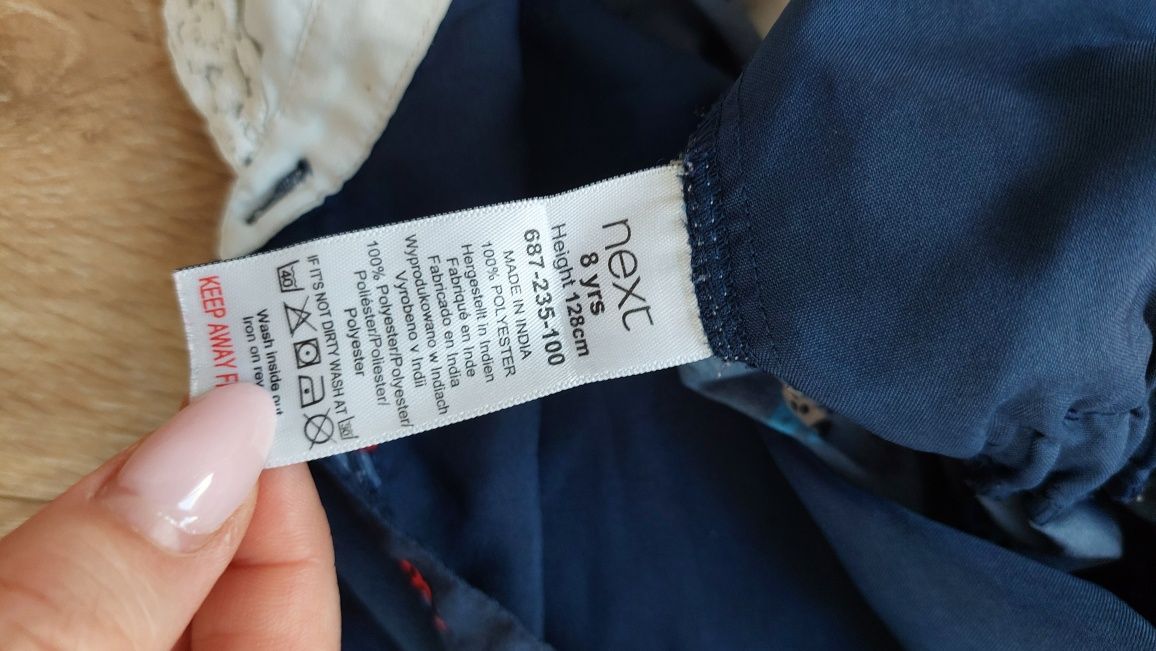 next
8 yrs
Height 128cm
687-235-100
MADE IN INDIA
100% POLYESTER
Hergestellt in Indien
Fabriqué en Inde
Fabricado en India
Wyprodukowano w Indiach
Vyrobeno v Indii
100% Polyester/Polyester/
Poliéster/Poliester/
Polyester
IF IT'S NOT DIRTY WASH AT 30
40
Wash inside out
Iron on
KEEP AWAY